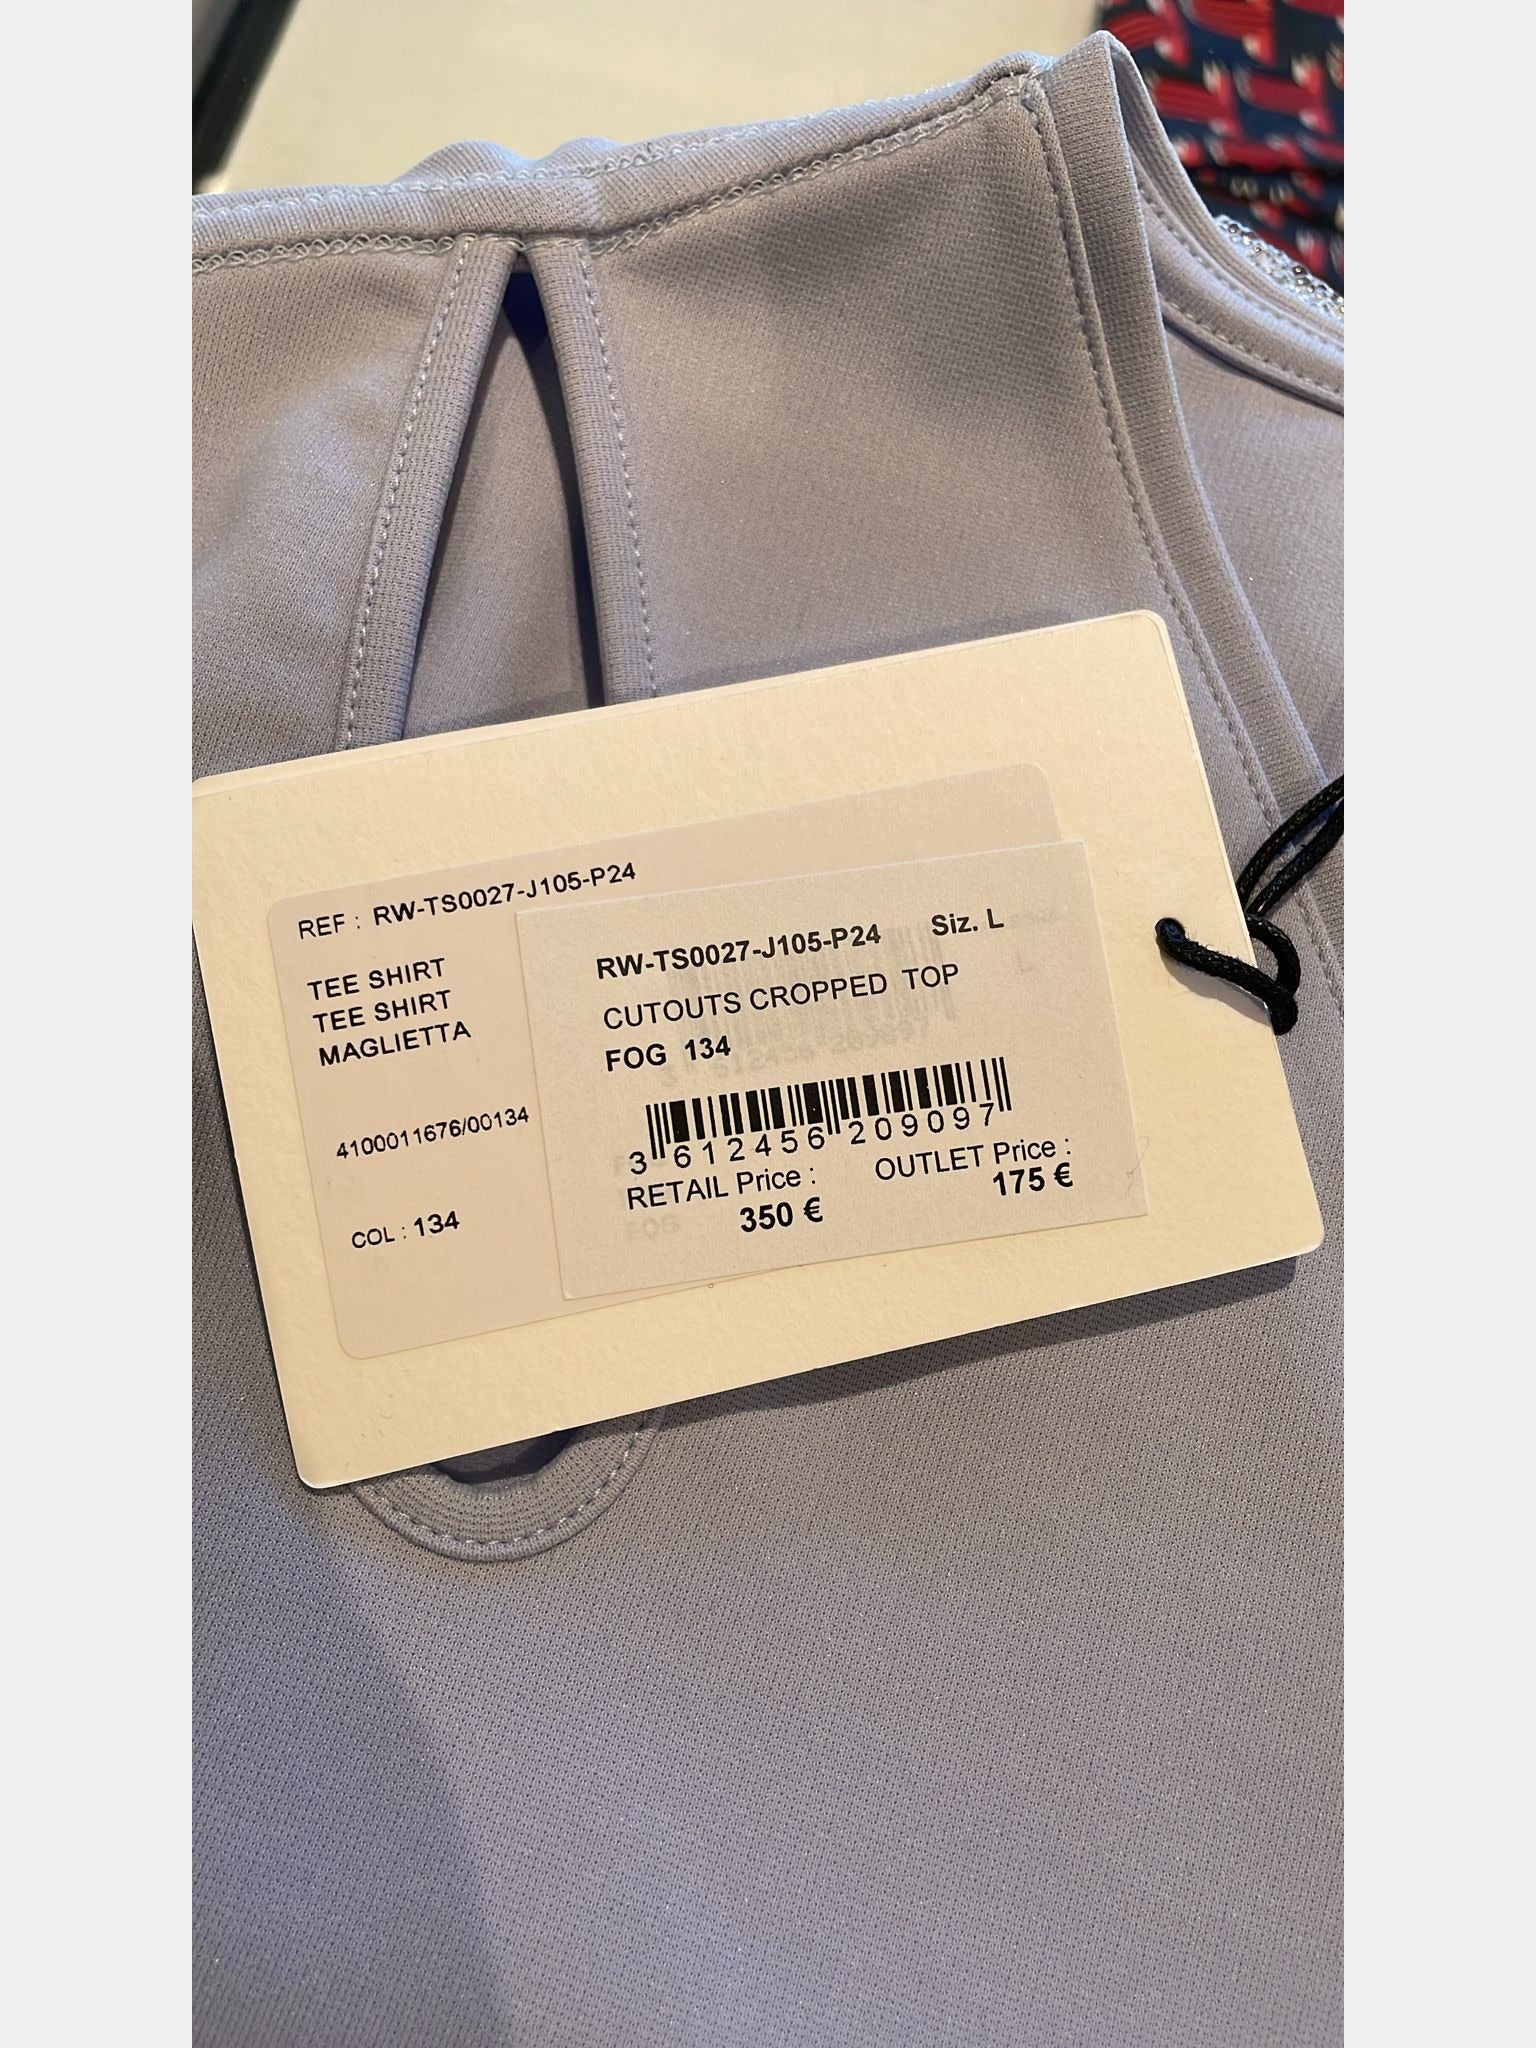 REF : RW-TS0027-J105-P24
TEE SHIRT
TEE SHIRT
MAGLIETTA
4100011676/00134
COL : 134
RW-TS0027-J105-P24 Siz. L
CUTOUTS CROPPED TOP
FOG 134
3 612456 209097
RETAIL Price : OUTLET Price :
350 € 175 €